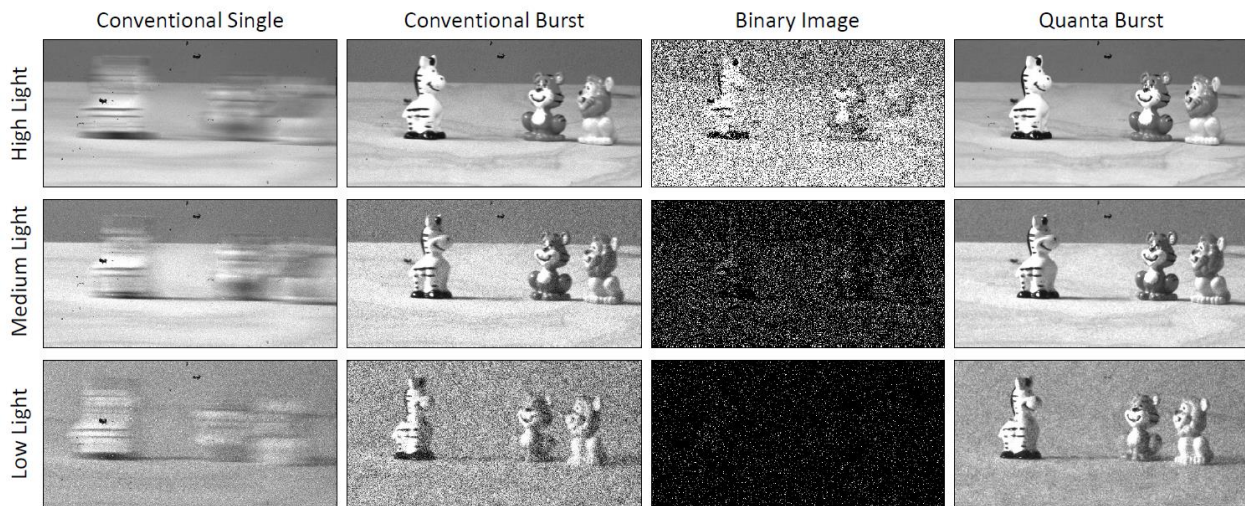 Conventional Single
Conventional Burst
Binary Image
Quanta Burst
High Light
Medium Light
Low Light